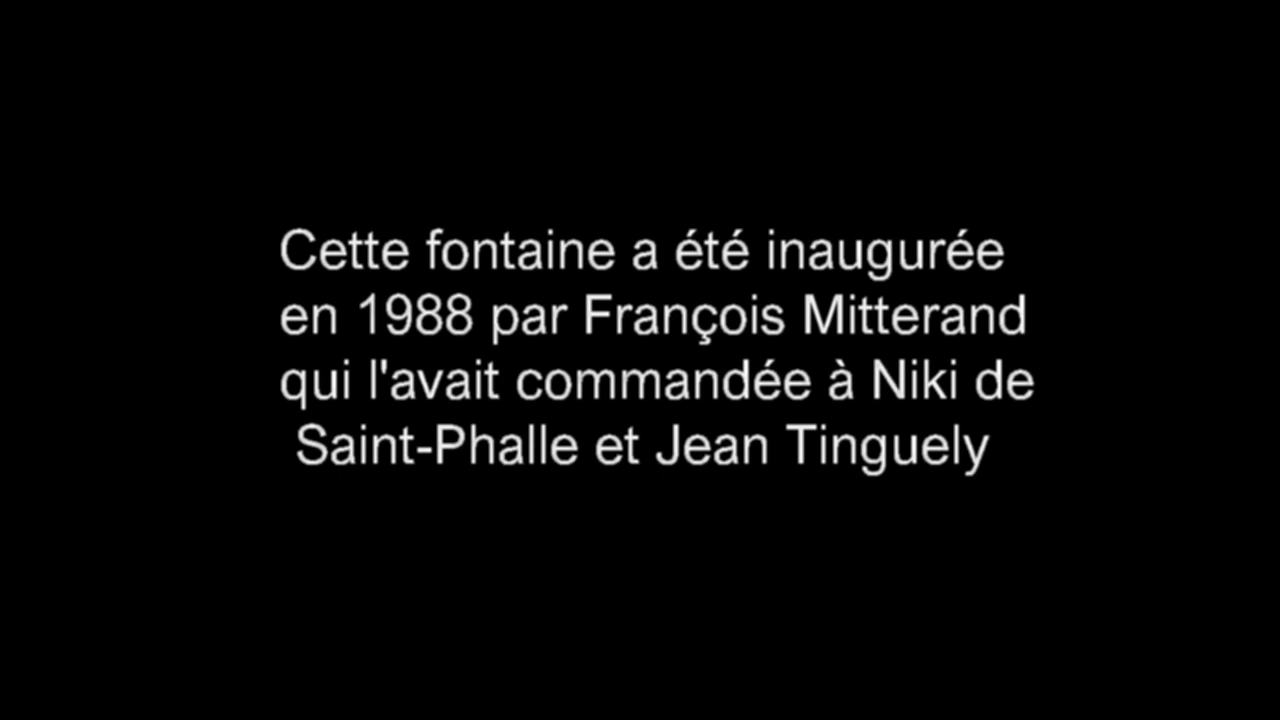 Cette fontaine a été inaugurée
en 1988 par François Mitterand
qui l'avait commandée à Niki de
Saint-Phalle et Jean Tinguely